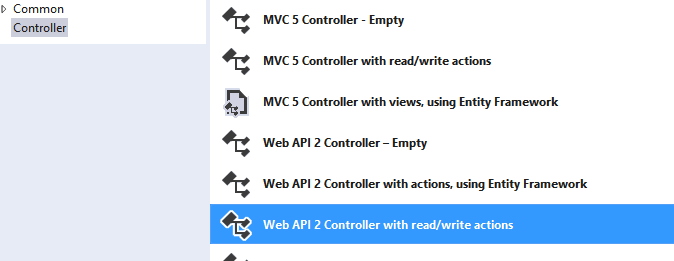 Common
Controller
MVC 5 Controller - Empty
MVC 5 Controller with read/write actions
MVC 5 Controller with views, using Entity Framework
Web API 2 Controller – Empty
Web API 2 Controller with actions, using Entity Framework
Web API 2 Controller with read/write actions